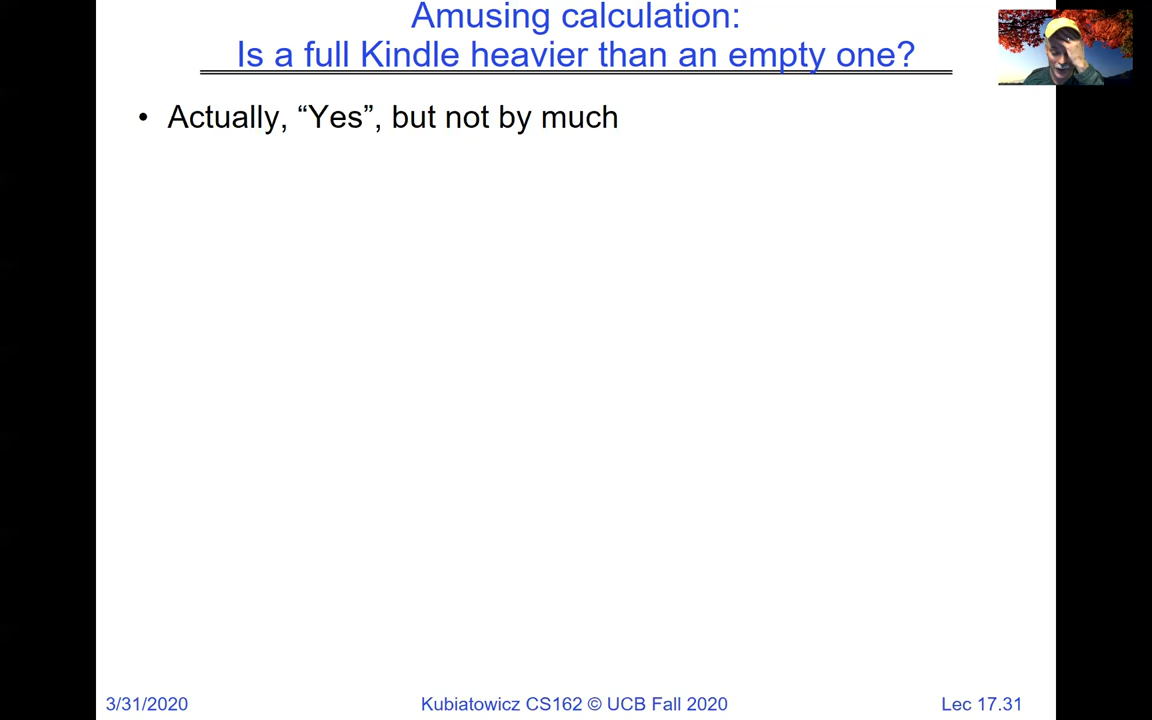 Amusing calculation:
Is a full Kindle heavier than an empty one?
• Actually, “Yes”, but not by much
3/31/2020 Kubiatowicz CS162 © UCB Fall 2020 Lec 17.31